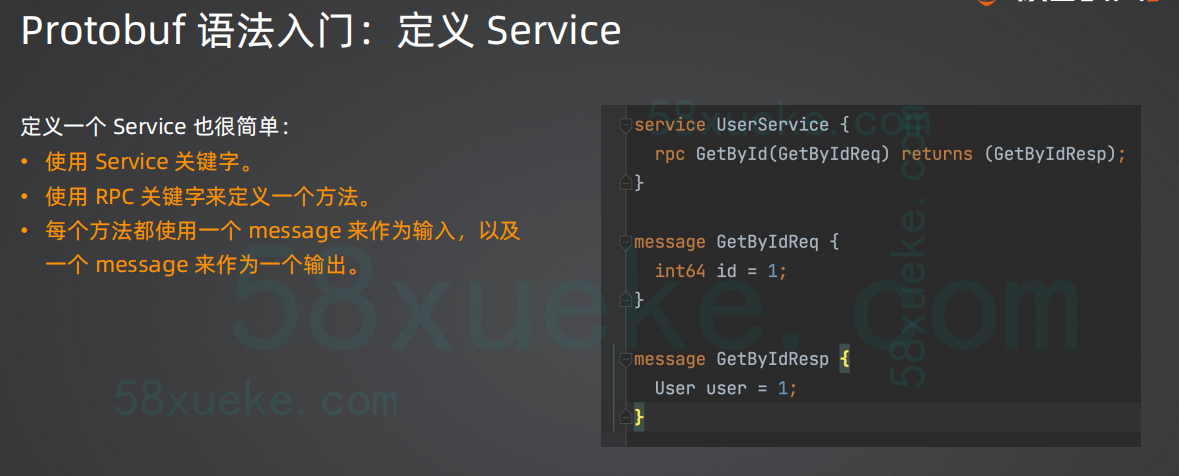 Protobuf 语法入门：定义 Service
定义一个 Service 也很简单：
• 使用 Service 关键字。
• 使用 RPC 关键字来定义一个方法。
• 每个方法都使用一个 message 来作为输入，以及
一个 message 来作为一个输出。
service UserService {
rpc GetById(GetByIdReq) returns (GetByIdResp);
}
message GetByIdReq {
int64 id = 1;
}
message GetByIdResp {
User user = 1;
}
58xueke.com
58xueke.com
58xueke.com
58xueke.com
58xueke.com